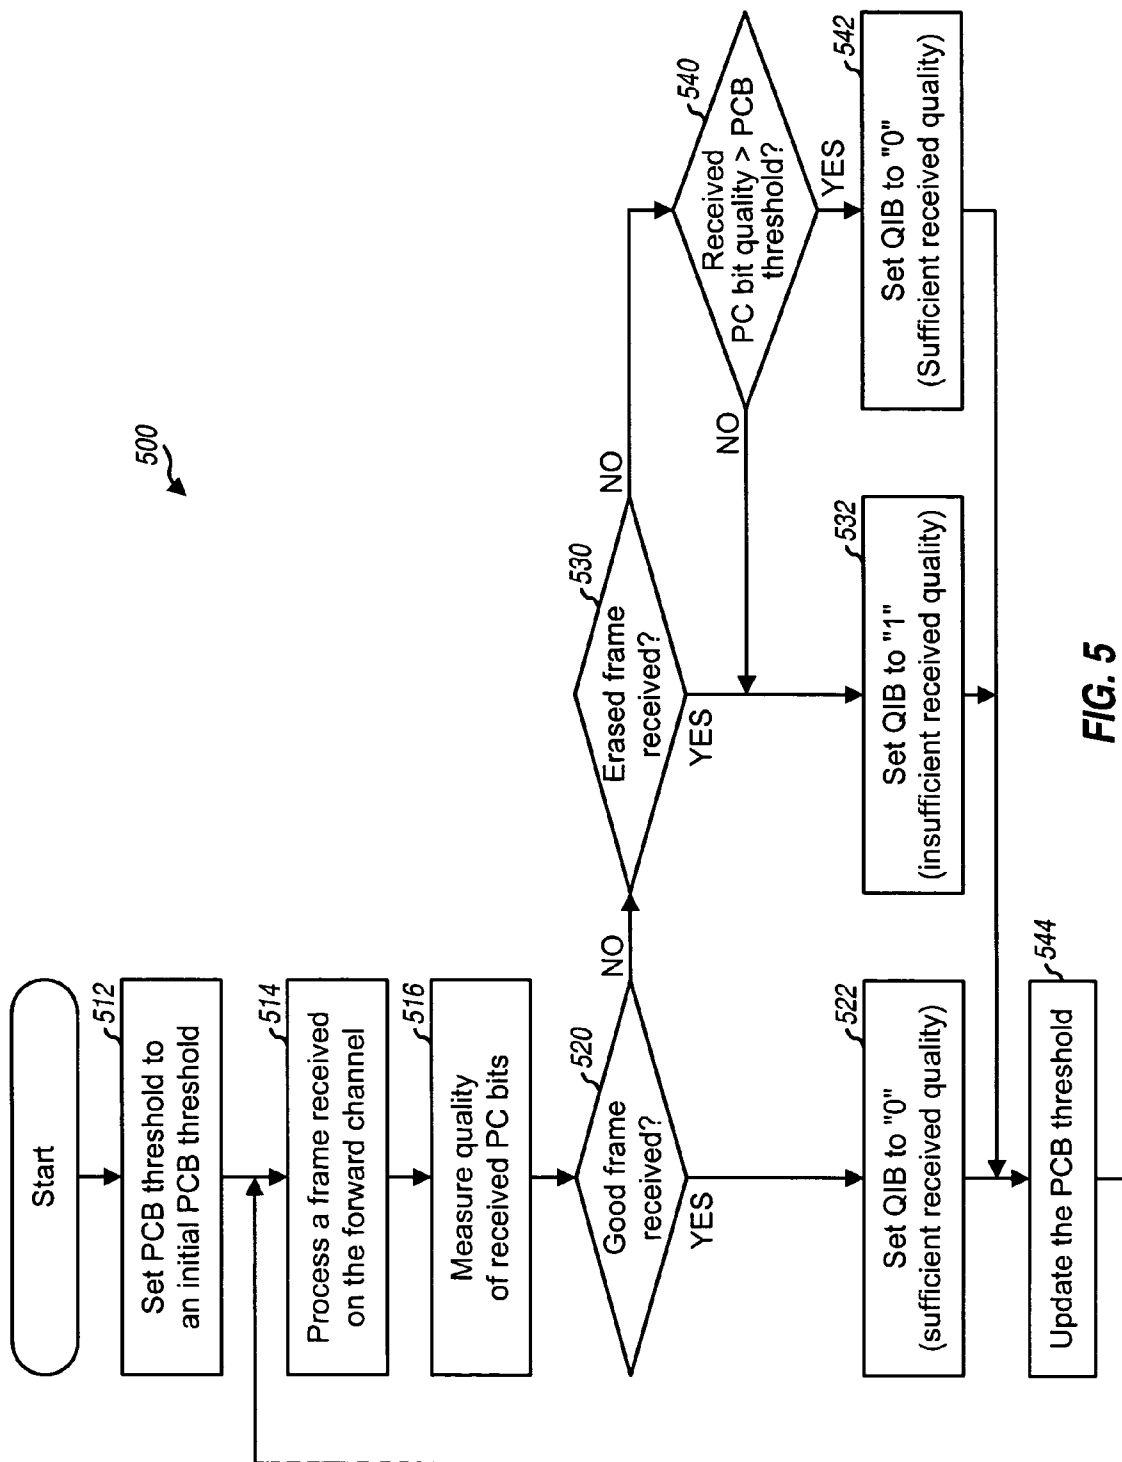 500
Start
512
Set PCB threshold to
an initial PCB threshold
514
Process a frame received
on the forward channel
516
Measure quality
of received PC bits
520
Good frame
received?
NO
YES
530
Erased frame
received?
NO
YES
540
Received
PC bit quality > PCB
threshold?
NO
YES
522
Set QIB to "0"
(sufficient received quality)
532
Set QIB to "1"
(insufficient received quality)
542
Set QIB to "0"
(Sufficient received quality)
544
Update the PCB threshold
FIG. 5